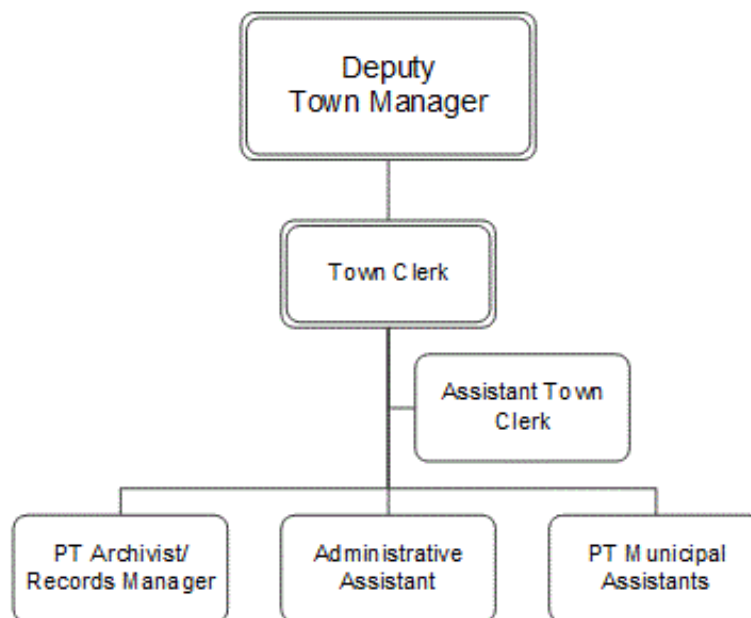 Deputy
Town Manager
Town Clerk
Assistant Town
Clerk
PT Archivist/
Records Manager
Administrative
Assistant
PT Municipal
Assistants